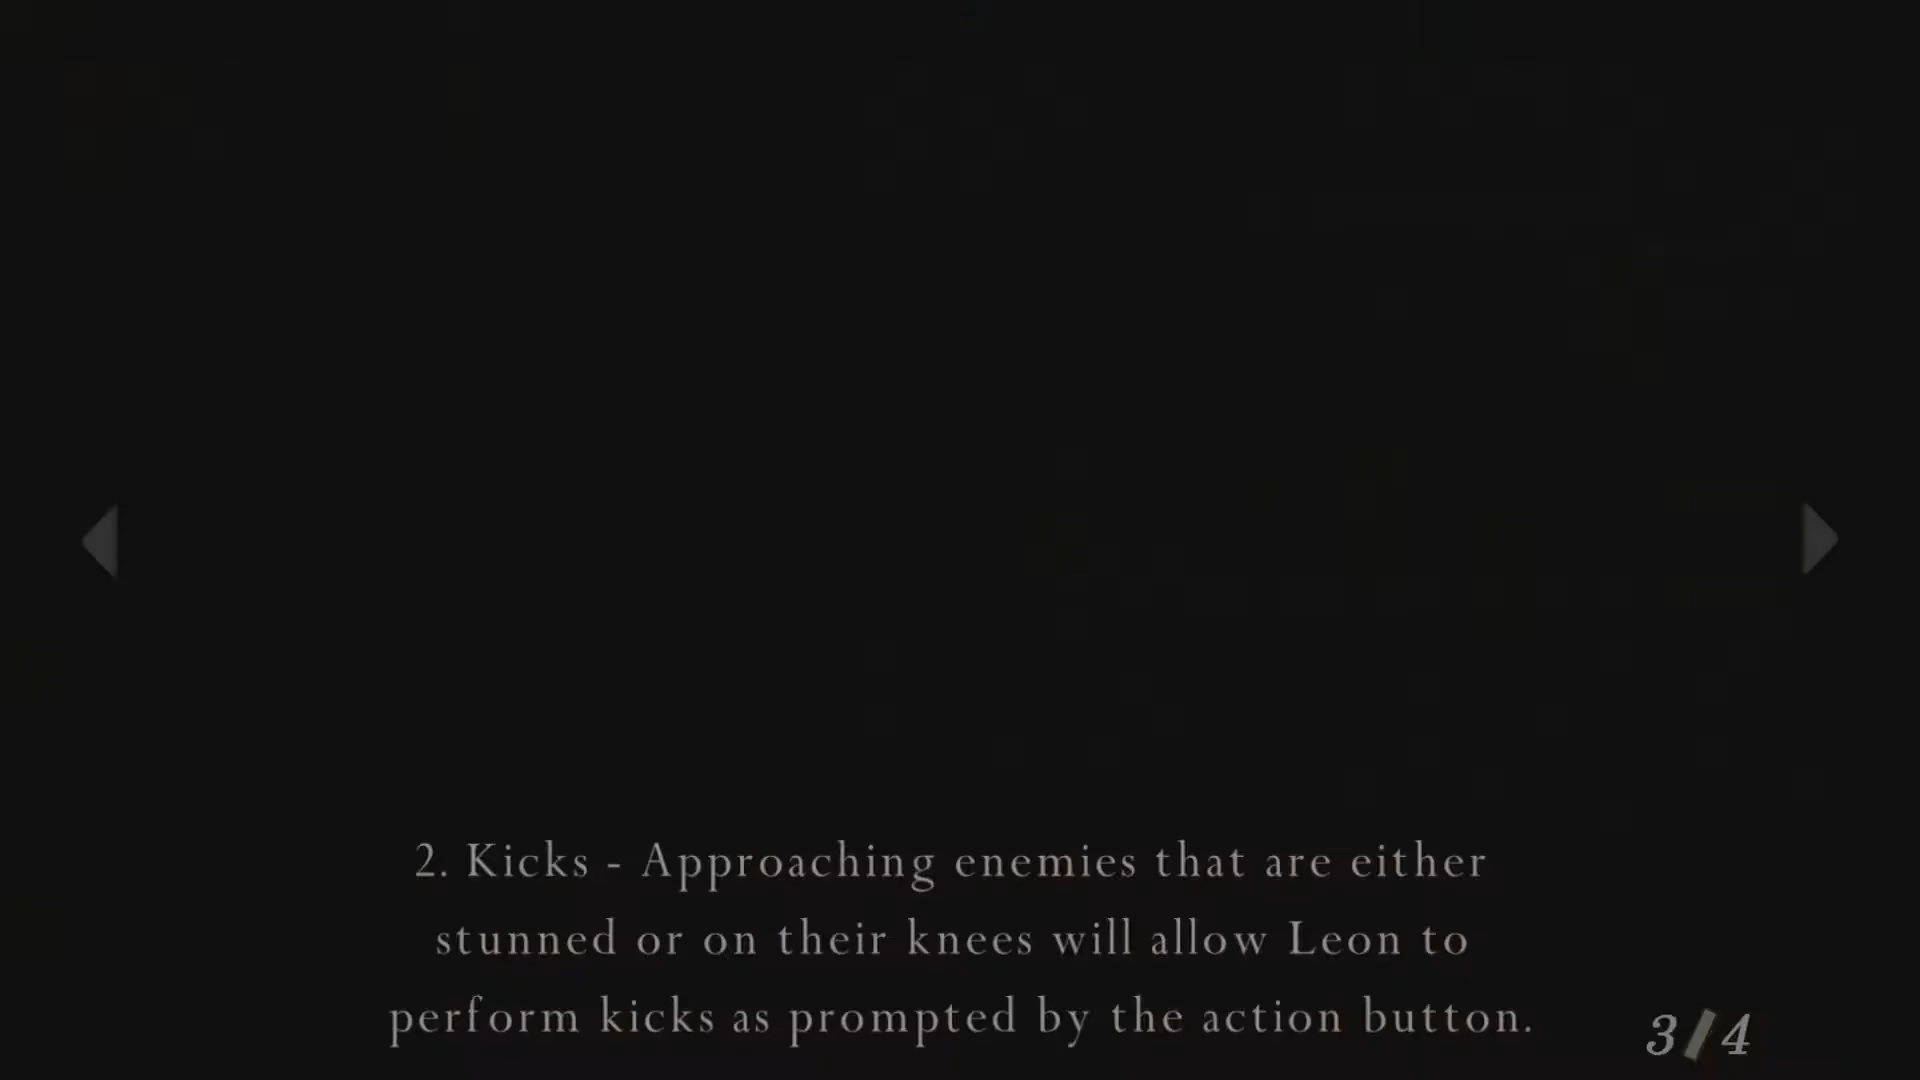 2. Kicks - Approaching enemies that are either
stunned or on their knees will allow Leon to
perform kicks as prompted by the action button.
3/4